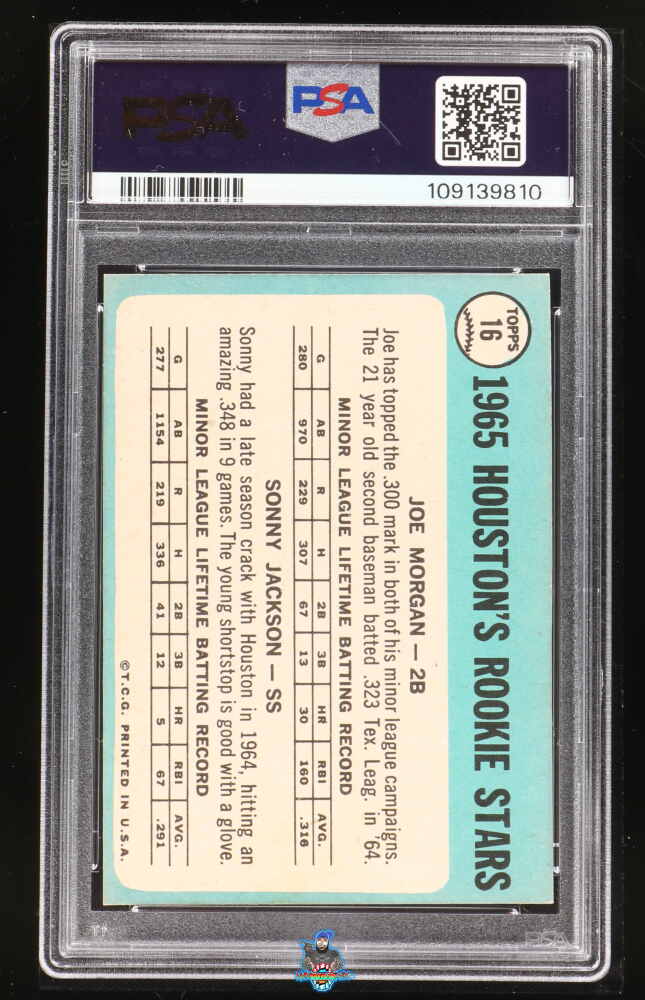 PSA
PSA
109139810
TOPPS
16
1965 HOUSTON'S ROOKIE STARS
JOE MORGAN — 2B
Joe has topped the .300 mark in both of his minor league campaigns.
The 21 year old second baseman batted .323 Tex. Leag. in '64.
MINOR LEAGUE LIFETIME BATTING RECORD
G AB R H 2B 3B HR RBI AVG.
280 970 229 307 67 13 30 160 .316
SONNY JACKSON — SS
Sonny had a late season crack with Houston in 1964, hitting an
amazing .348 in 9 games. The young shortstop is good with a glove.
MINOR LEAGUE LIFETIME BATTING RECORD
G AB R H 2B 3B HR RBI AVG.
277 1154 219 336 41 12 5 67 .291
©T.C.G. PRINTED IN U.S.A.
PSA